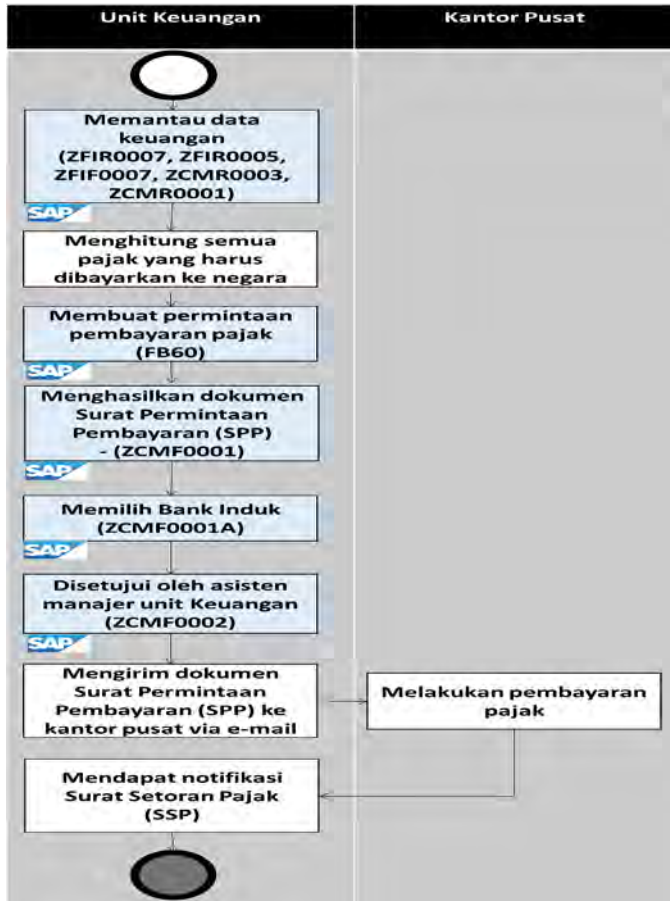 Unit Keuangan
Kantor Pusat
Memantau data
keuangan
(ZFIR0007, ZFIR0005,
ZFIF0007, ZCMR0003,
ZCMR0001)
SAP
Menghitung semua
pajak yang harus
dibayarkan ke negara
Membuat permintaan
pembayaran pajak
(FB60)
SAP
Menghasilkan dokumen
Surat Permintaan
Pembayaran (SPP)
- (ZCMF0001)
SAP
Memilih Bank Induk
(ZCMF0001A)
SAP
Disetujui oleh asisten
manajer unit Keuangan
(ZCMF0002)
SAP
Mengirim dokumen
Surat Permintaan
Pembayaran (SPP) ke
kantor pusat via e-mail
Melakukan pembayaran
pajak
Mendapat notifikasi
Surat Setoran Pajak
(SSP)